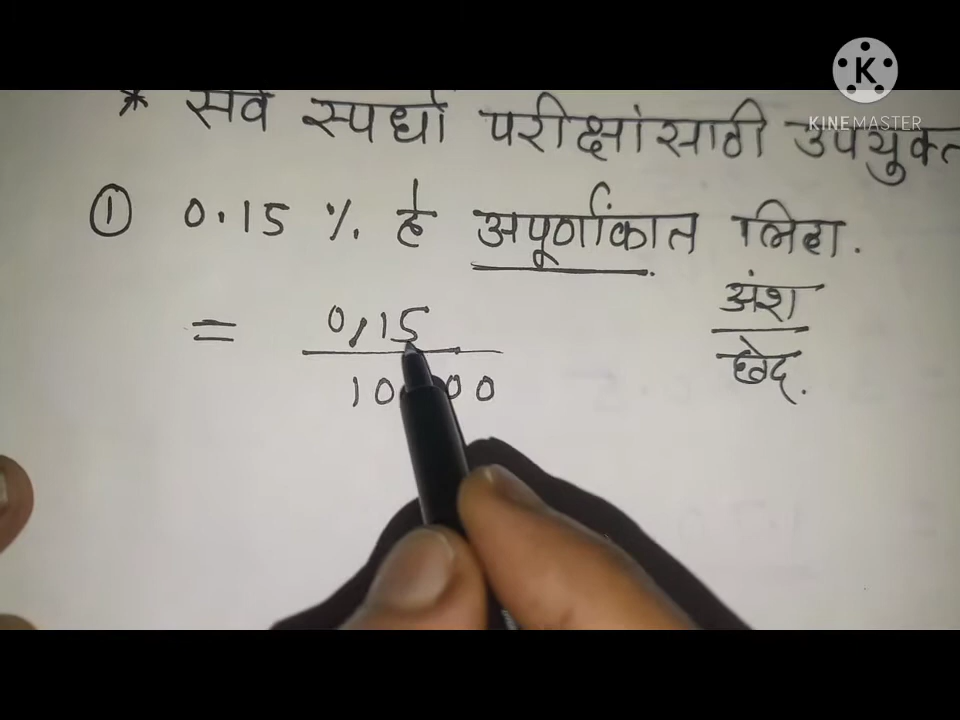 K
KINEMASTER
* सर्व स्पर्धा परीक्षांसाठी उपयुक्त
① 0.15 % हे अपूर्णांकात लिहा.
अंश
छेद.
= 0.15